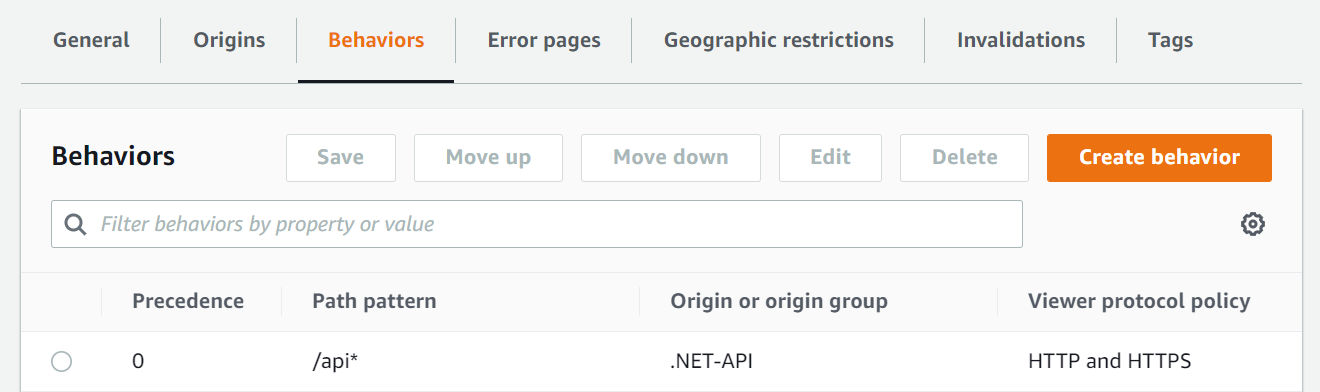 General Origins Behaviors Error pages Geographic restrictions Invalidations Tags
Behaviors Save Move up Move down Edit Delete Create behavior
Filter behaviors by property or value
Precedence Path pattern Origin or origin group Viewer protocol policy
0 /api* .NET-API HTTP and HTTPS